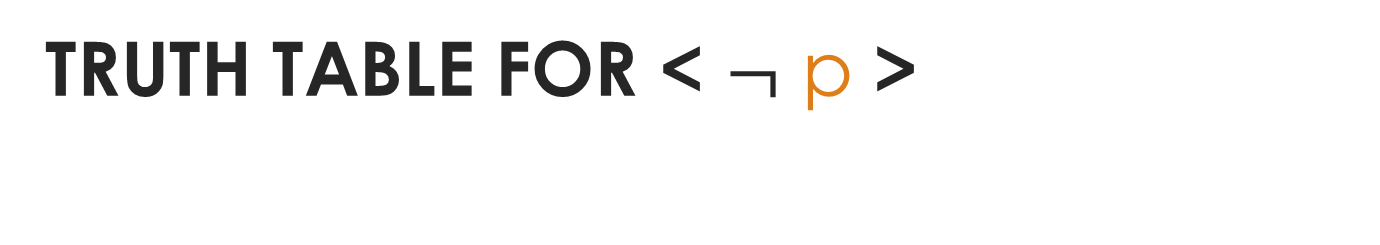 TRUTH TABLE FOR < ¬ p >